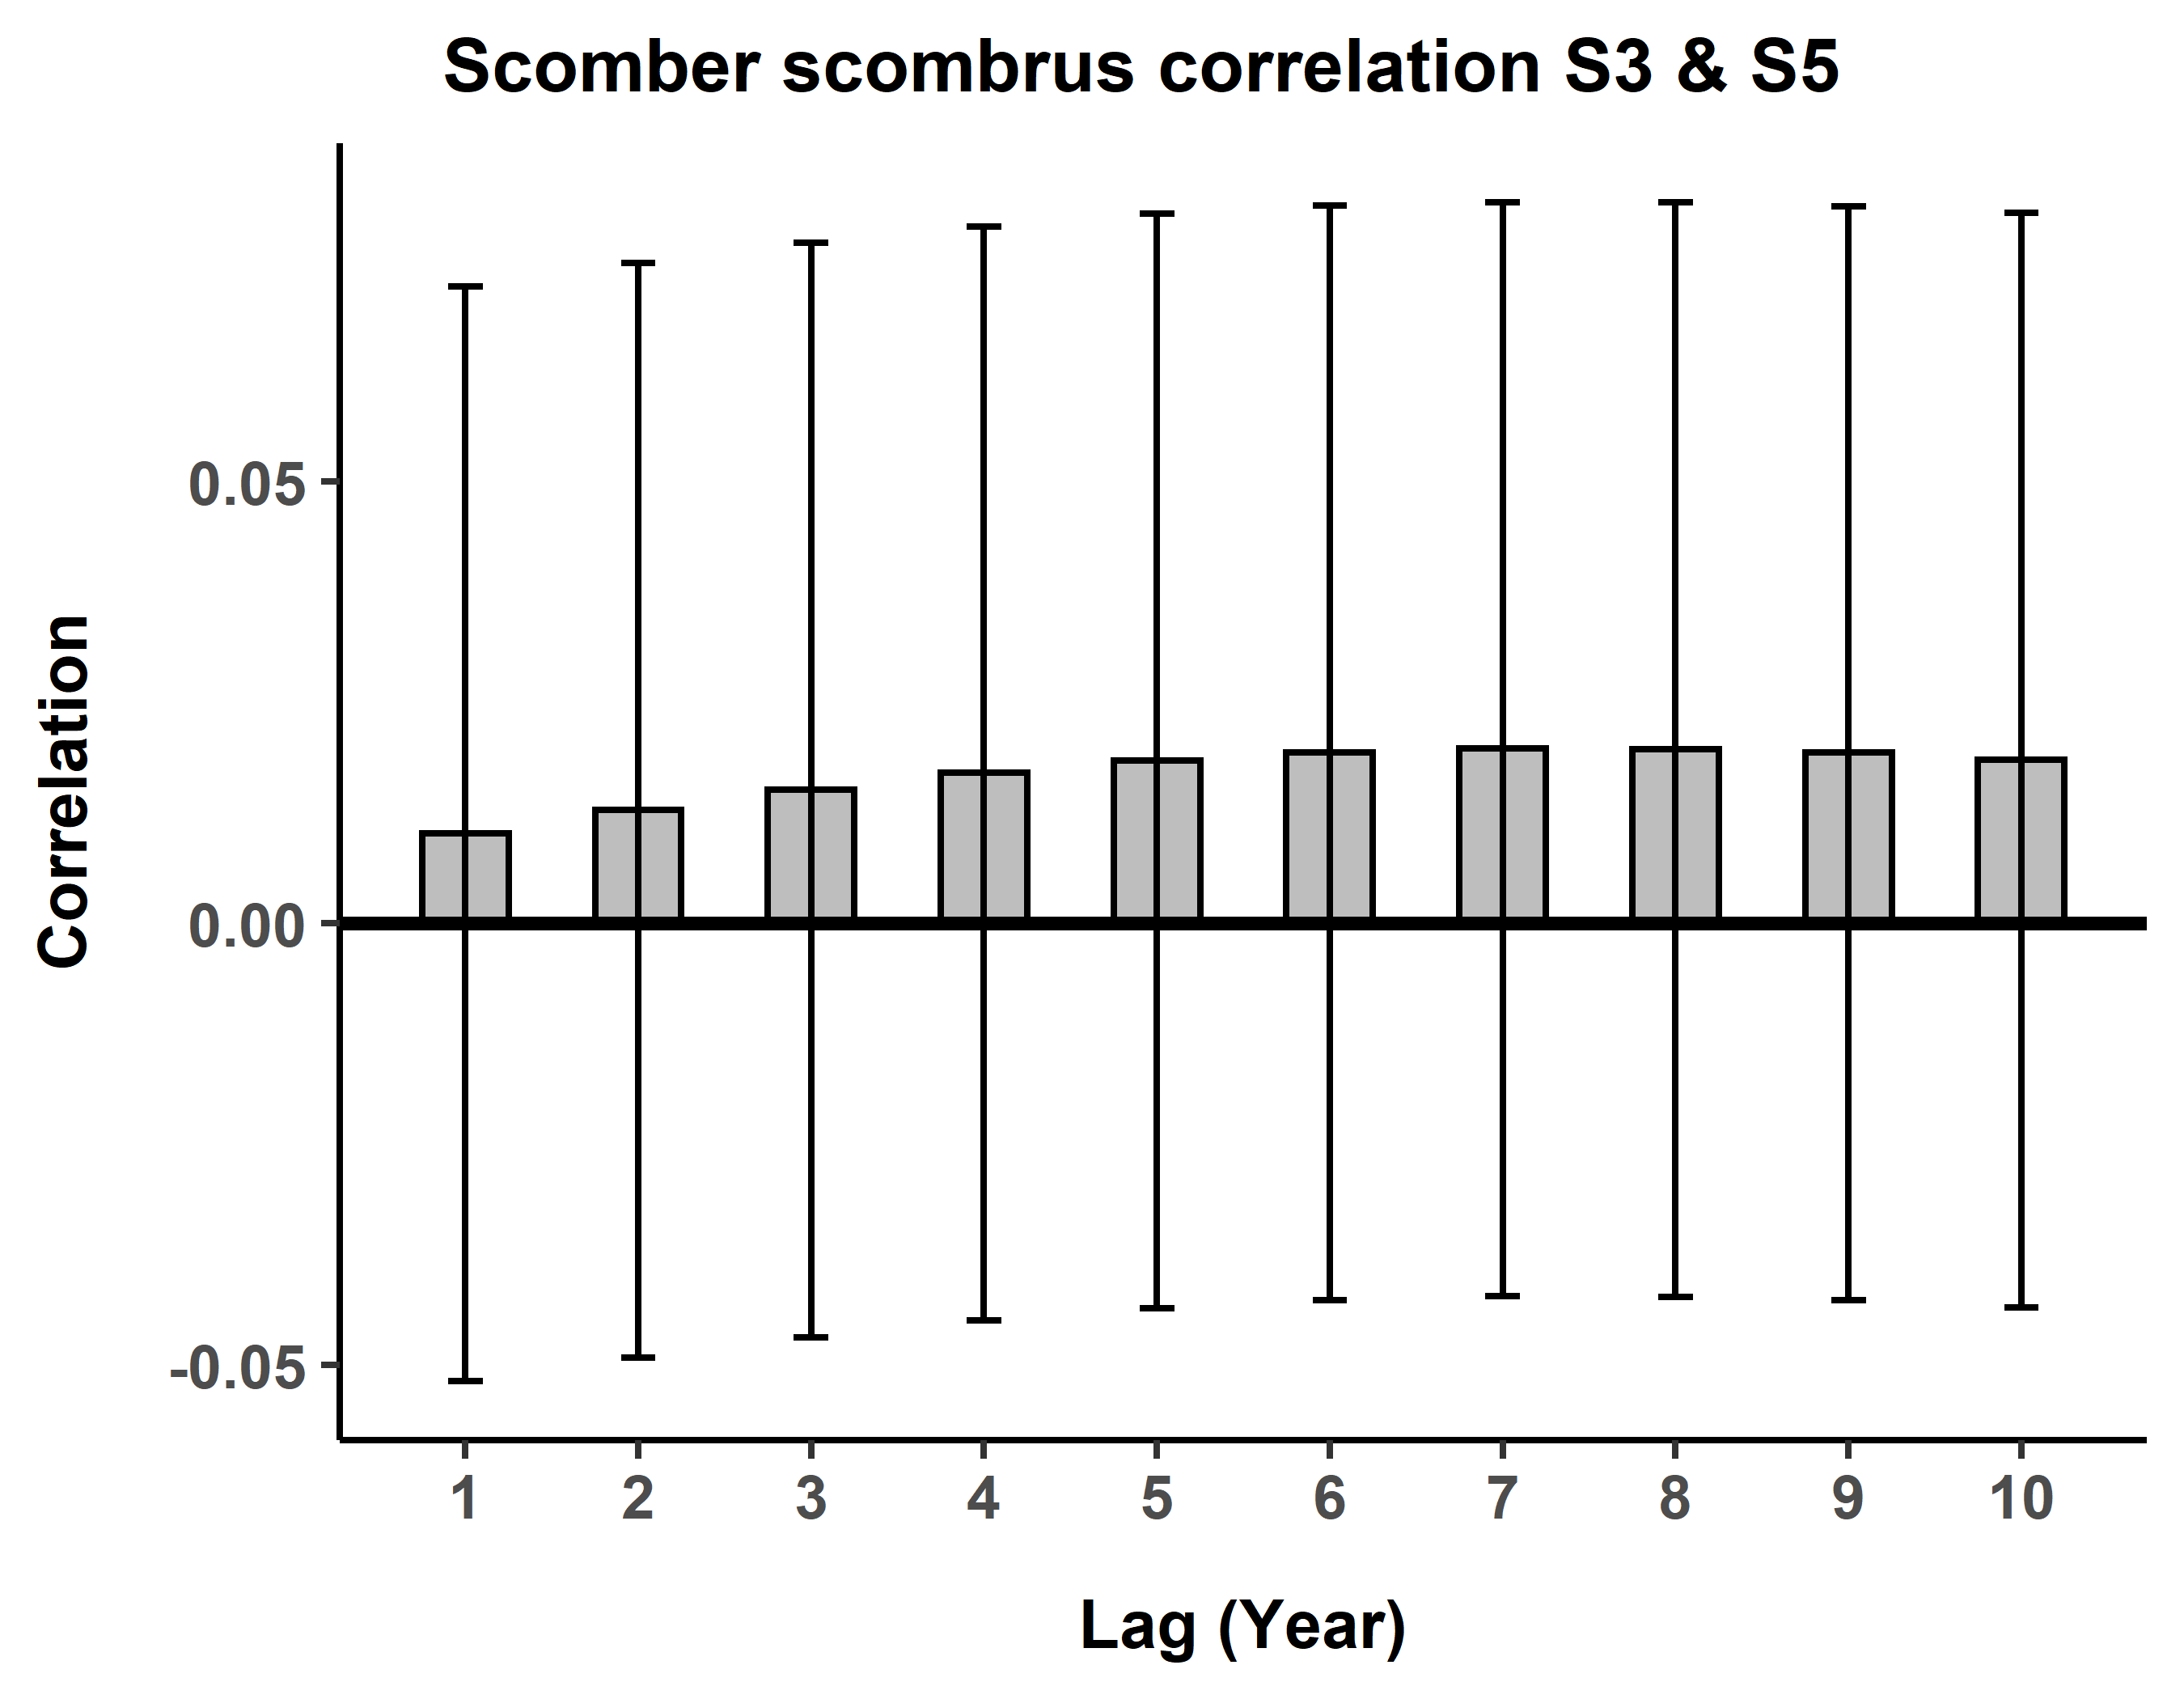 Scomber scombrus correlation S3 & S5
Correlation
0.05
0.00
-0.05
1 2 3 4 5 6 7 8 9 10
Lag (Year)